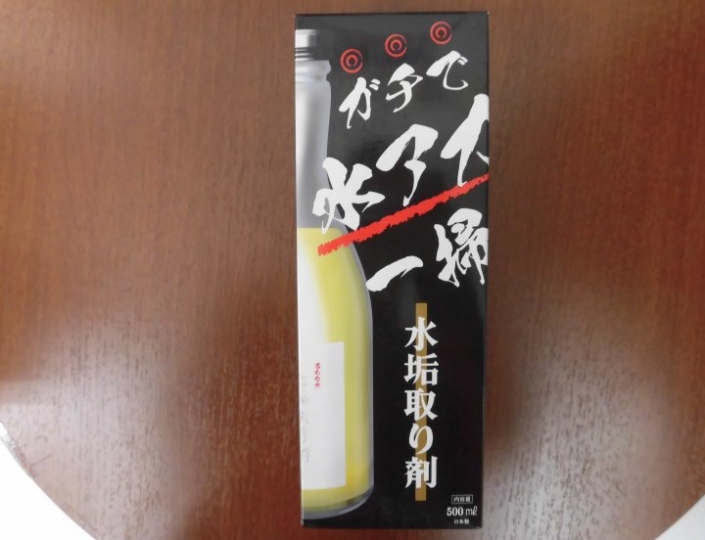 ガチで
水アカ
一掃
水垢取り剤
内容量
500ml
日本製